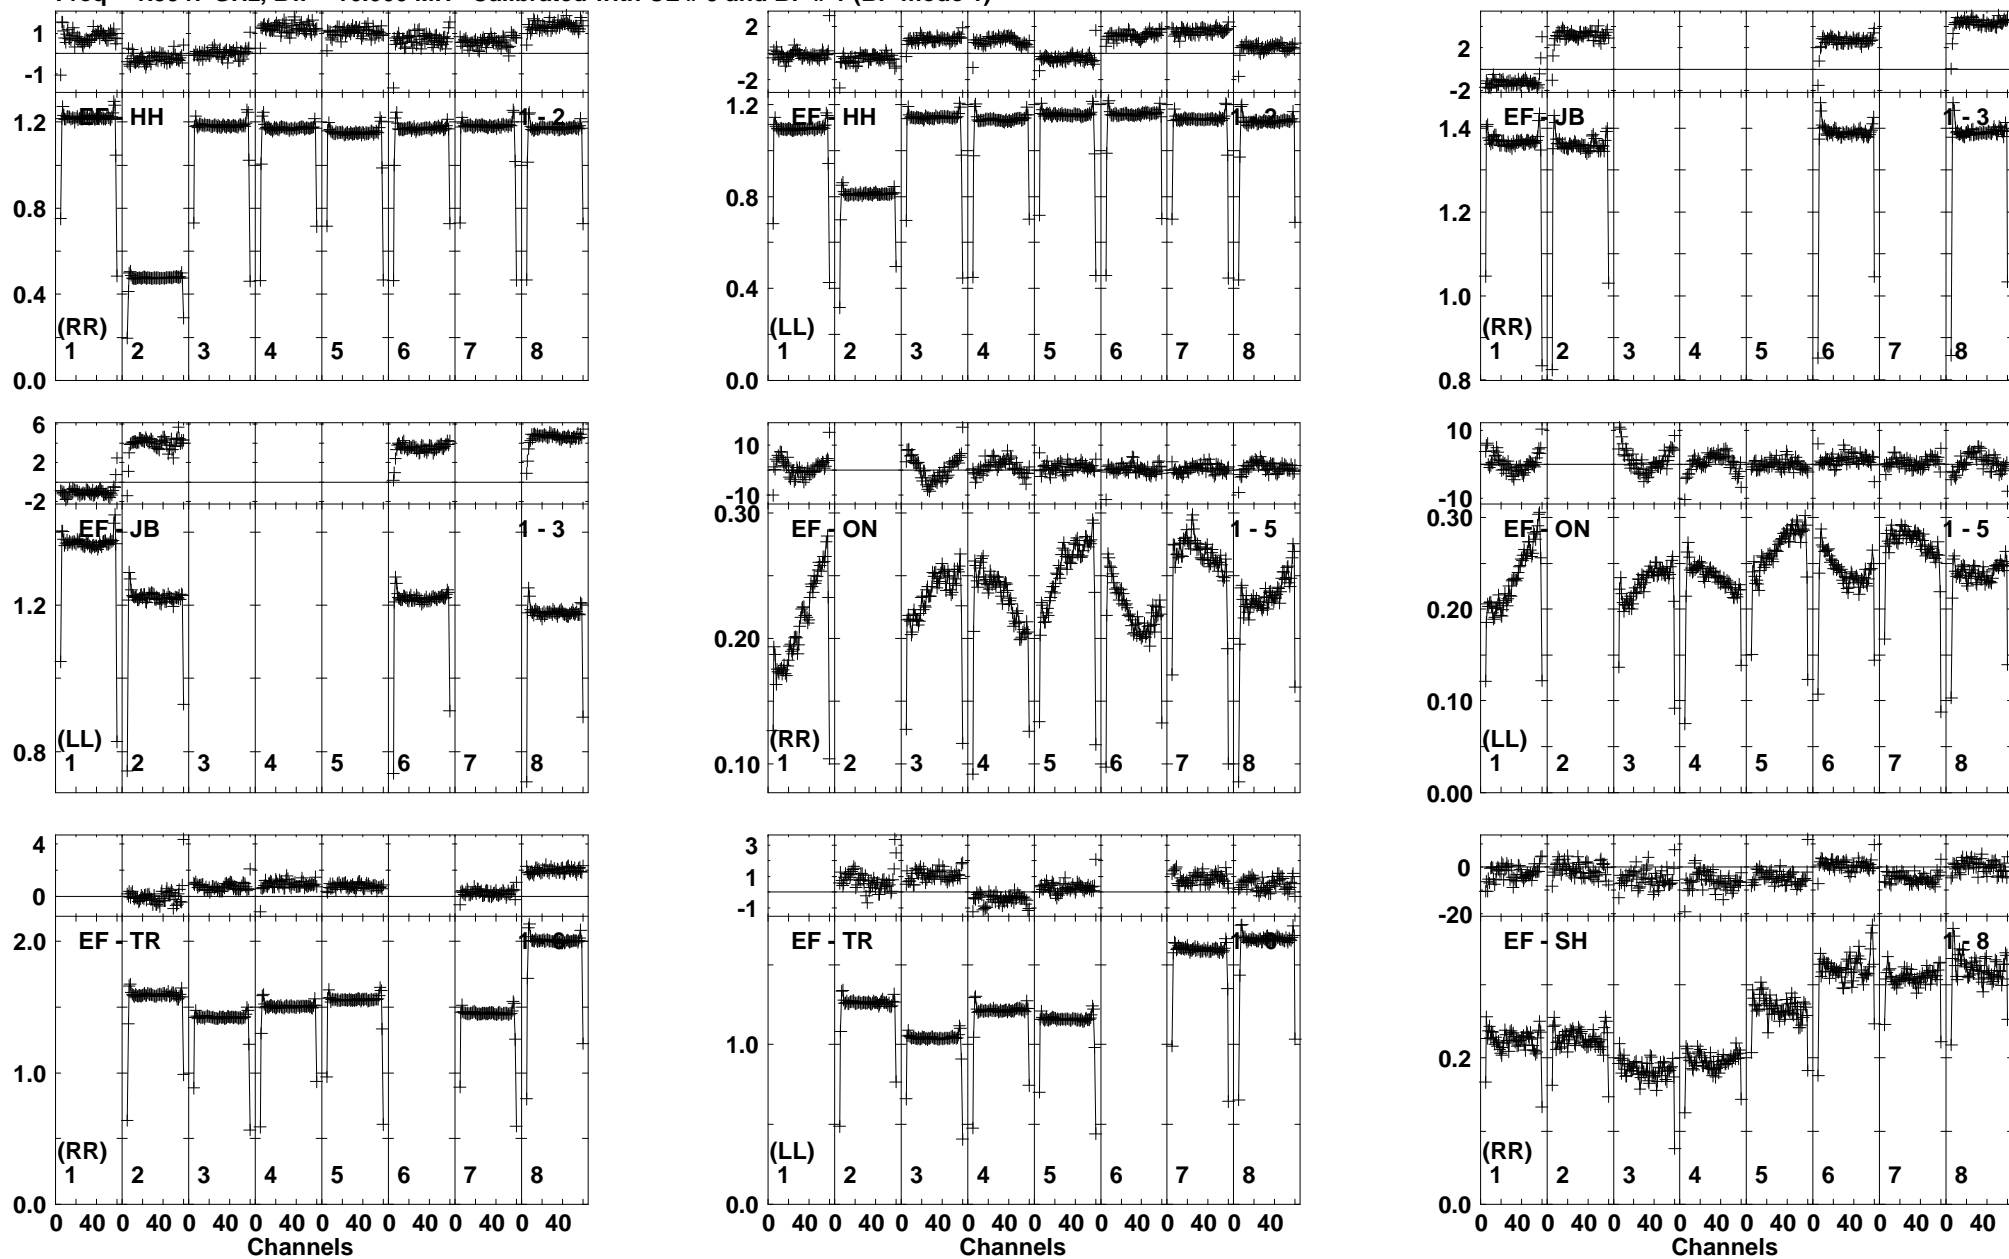 1 -1
EF - HH 1 - 2
1.2 0.8 0.4 0.0
(RR)
1 2 3 4 5 6 7 8
2 0 -2
EF - HH
1.2 0.8 0.4 0.0
(LL)
1 2 3 4 5 6 7 8
2 -2
EF - JB 1 - 3
1.4 1.2 1.0 0.8
(RR)
1 2 3 4 5 6 7 8
6 2 -2
EF - JB 1 - 3
1.2 0.8
(LL)
1 2 3 4 5 6 7 8
10 -10
EF - ON 1 - 5
0.30 0.20 0.10
(RR)
1 2 3 4 5 6 7 8
10 -10
EF - ON 1 - 5
0.30 0.20 0.10 0.00
(LL)
1 2 3 4 5 6 7 8
4 0
EF - TR
2.0 1.0 0.0
(RR)
1 2 3 4 5 6 7 8
0 40 0 40 0 40 0 40 0 40 0 40 0 40 0 40
Channels
3 1 -1
EF - TR
1.0 0.0
(LL)
1 2 3 4 5 6 7 8
0 40 0 40 0 40 0 40 0 40 0 40 0 40 0 40
Channels
0 -20
EF - SH 1 - 8
0.2 0.0
(RR)
1 2 3 4 5 6 7 8
0 40 0 40 0 40 0 40 0 40 0 40 0 40 0 40
Channels